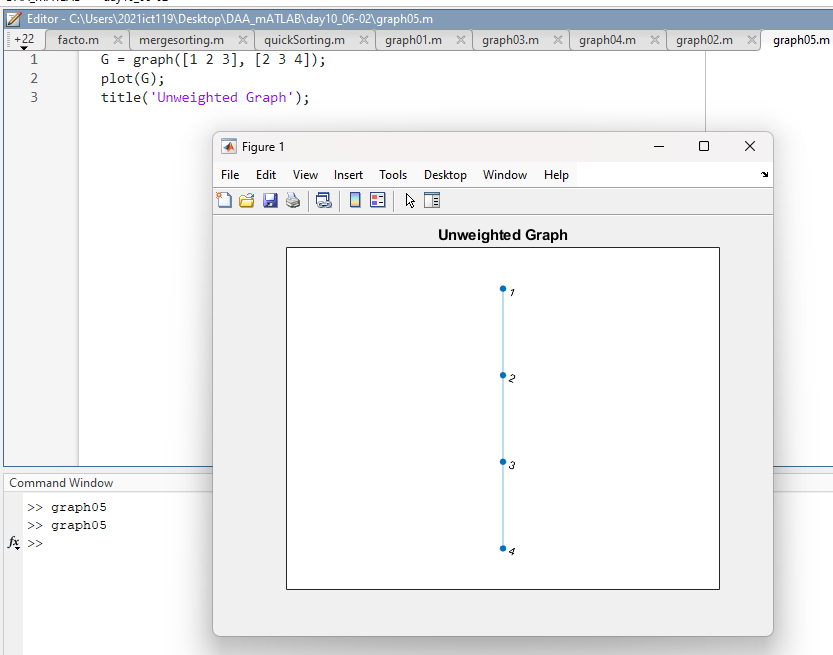 Editor - C:\Users\2021ict119\Desktop\DAA_mATLAB\day10_06-02\graph05.m
+22 facto.m mergesorting.m quickSorting.m graph01.m graph03.m graph04.m graph02.m graph05.m
1 G = graph([1 2 3], [2 3 4]);
2 plot(G);
3 title('Unweighted Graph');
Figure 1
File Edit View Insert Tools Desktop Window Help
Unweighted Graph
1
2
3
4
Command Window
>> graph05
>> graph05
fx >>